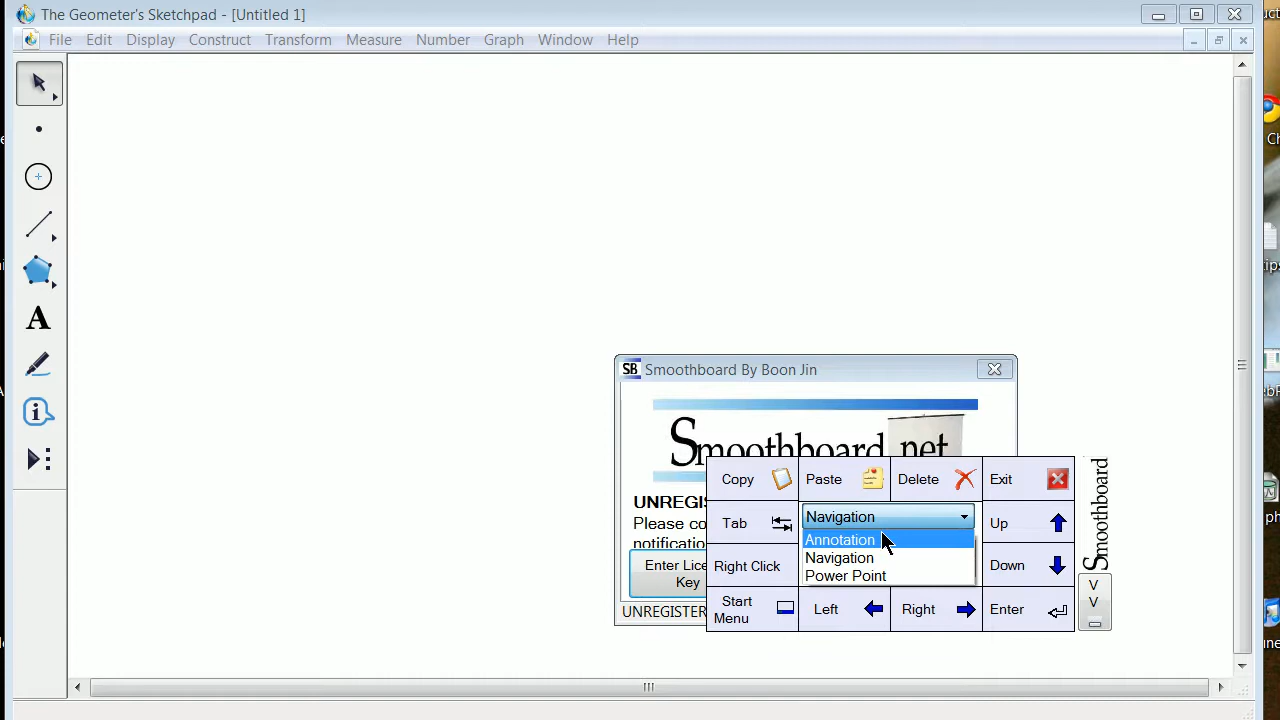 The Geometer's Sketchpad - [Untitled 1]
File Edit Display Construct Transform Measure Number Graph Window Help
A
SB Smoothboard By Boon Jin
Smoothboard.net
UNREGIS
Please co
notification
Enter Lice
Key
UNREGISTER
Copy Paste Delete Exit
Tab Navigation Up
Annotation
Navigation
Power Point
Right Click Down
Start
Menu
Left Right Enter
Smoothboard
V
V